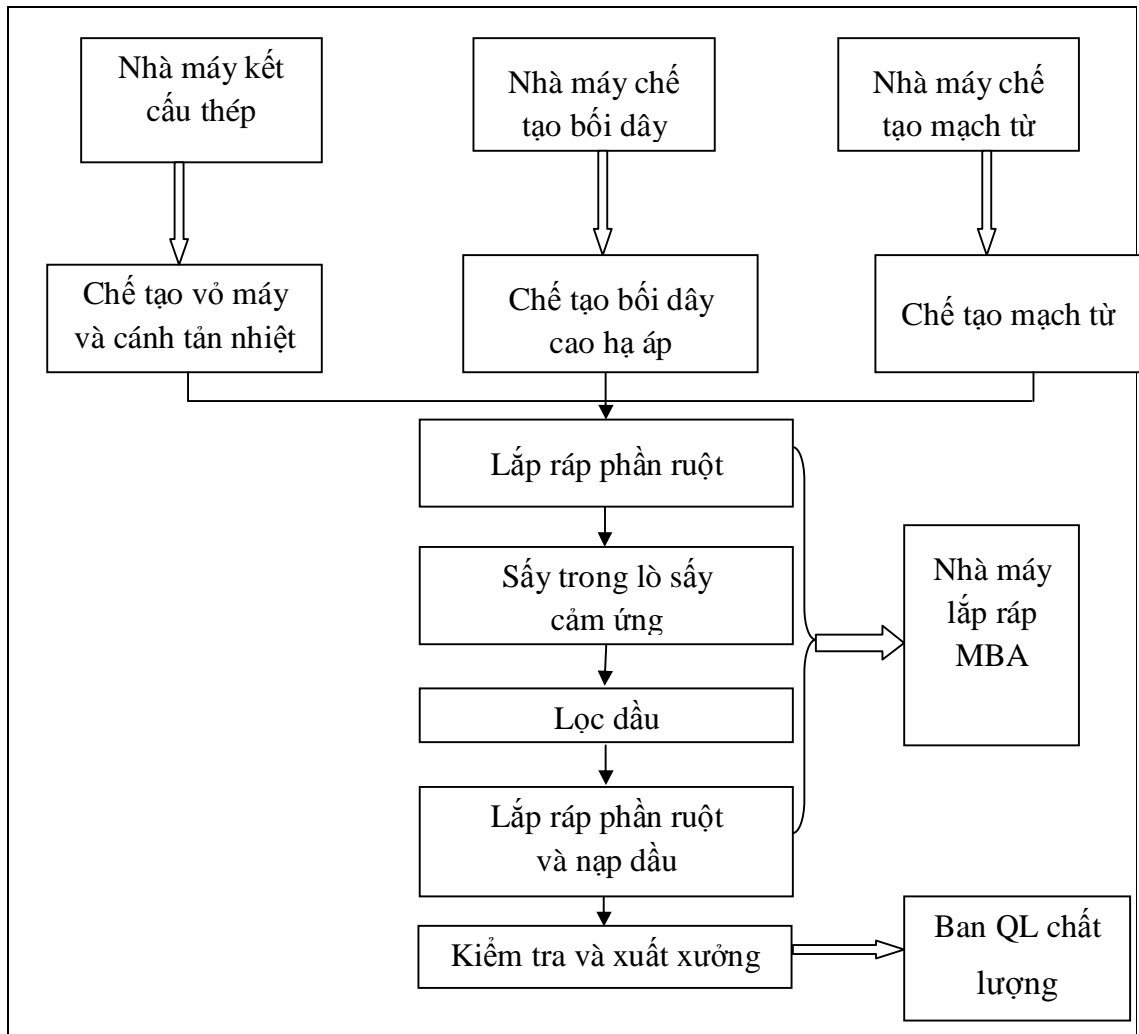 Nhà máy kết
cấu thép
Nhà máy chế
tạo bối dây
Nhà máy chế
tạo mạch từ
Chế tạo vỏ máy
và cánh tản nhiệt
Chế tạo bối dây
cao hạ áp
Chế tạo mạch từ
Lắp ráp phần ruột
Sấy trong lò sấy
cảm ứng
Lọc dầu
Lắp ráp phần ruột
và nạp dầu
Nhà máy
lắp ráp
MBA
Kiểm tra và xuất xưởng
Ban QL chất
lượng